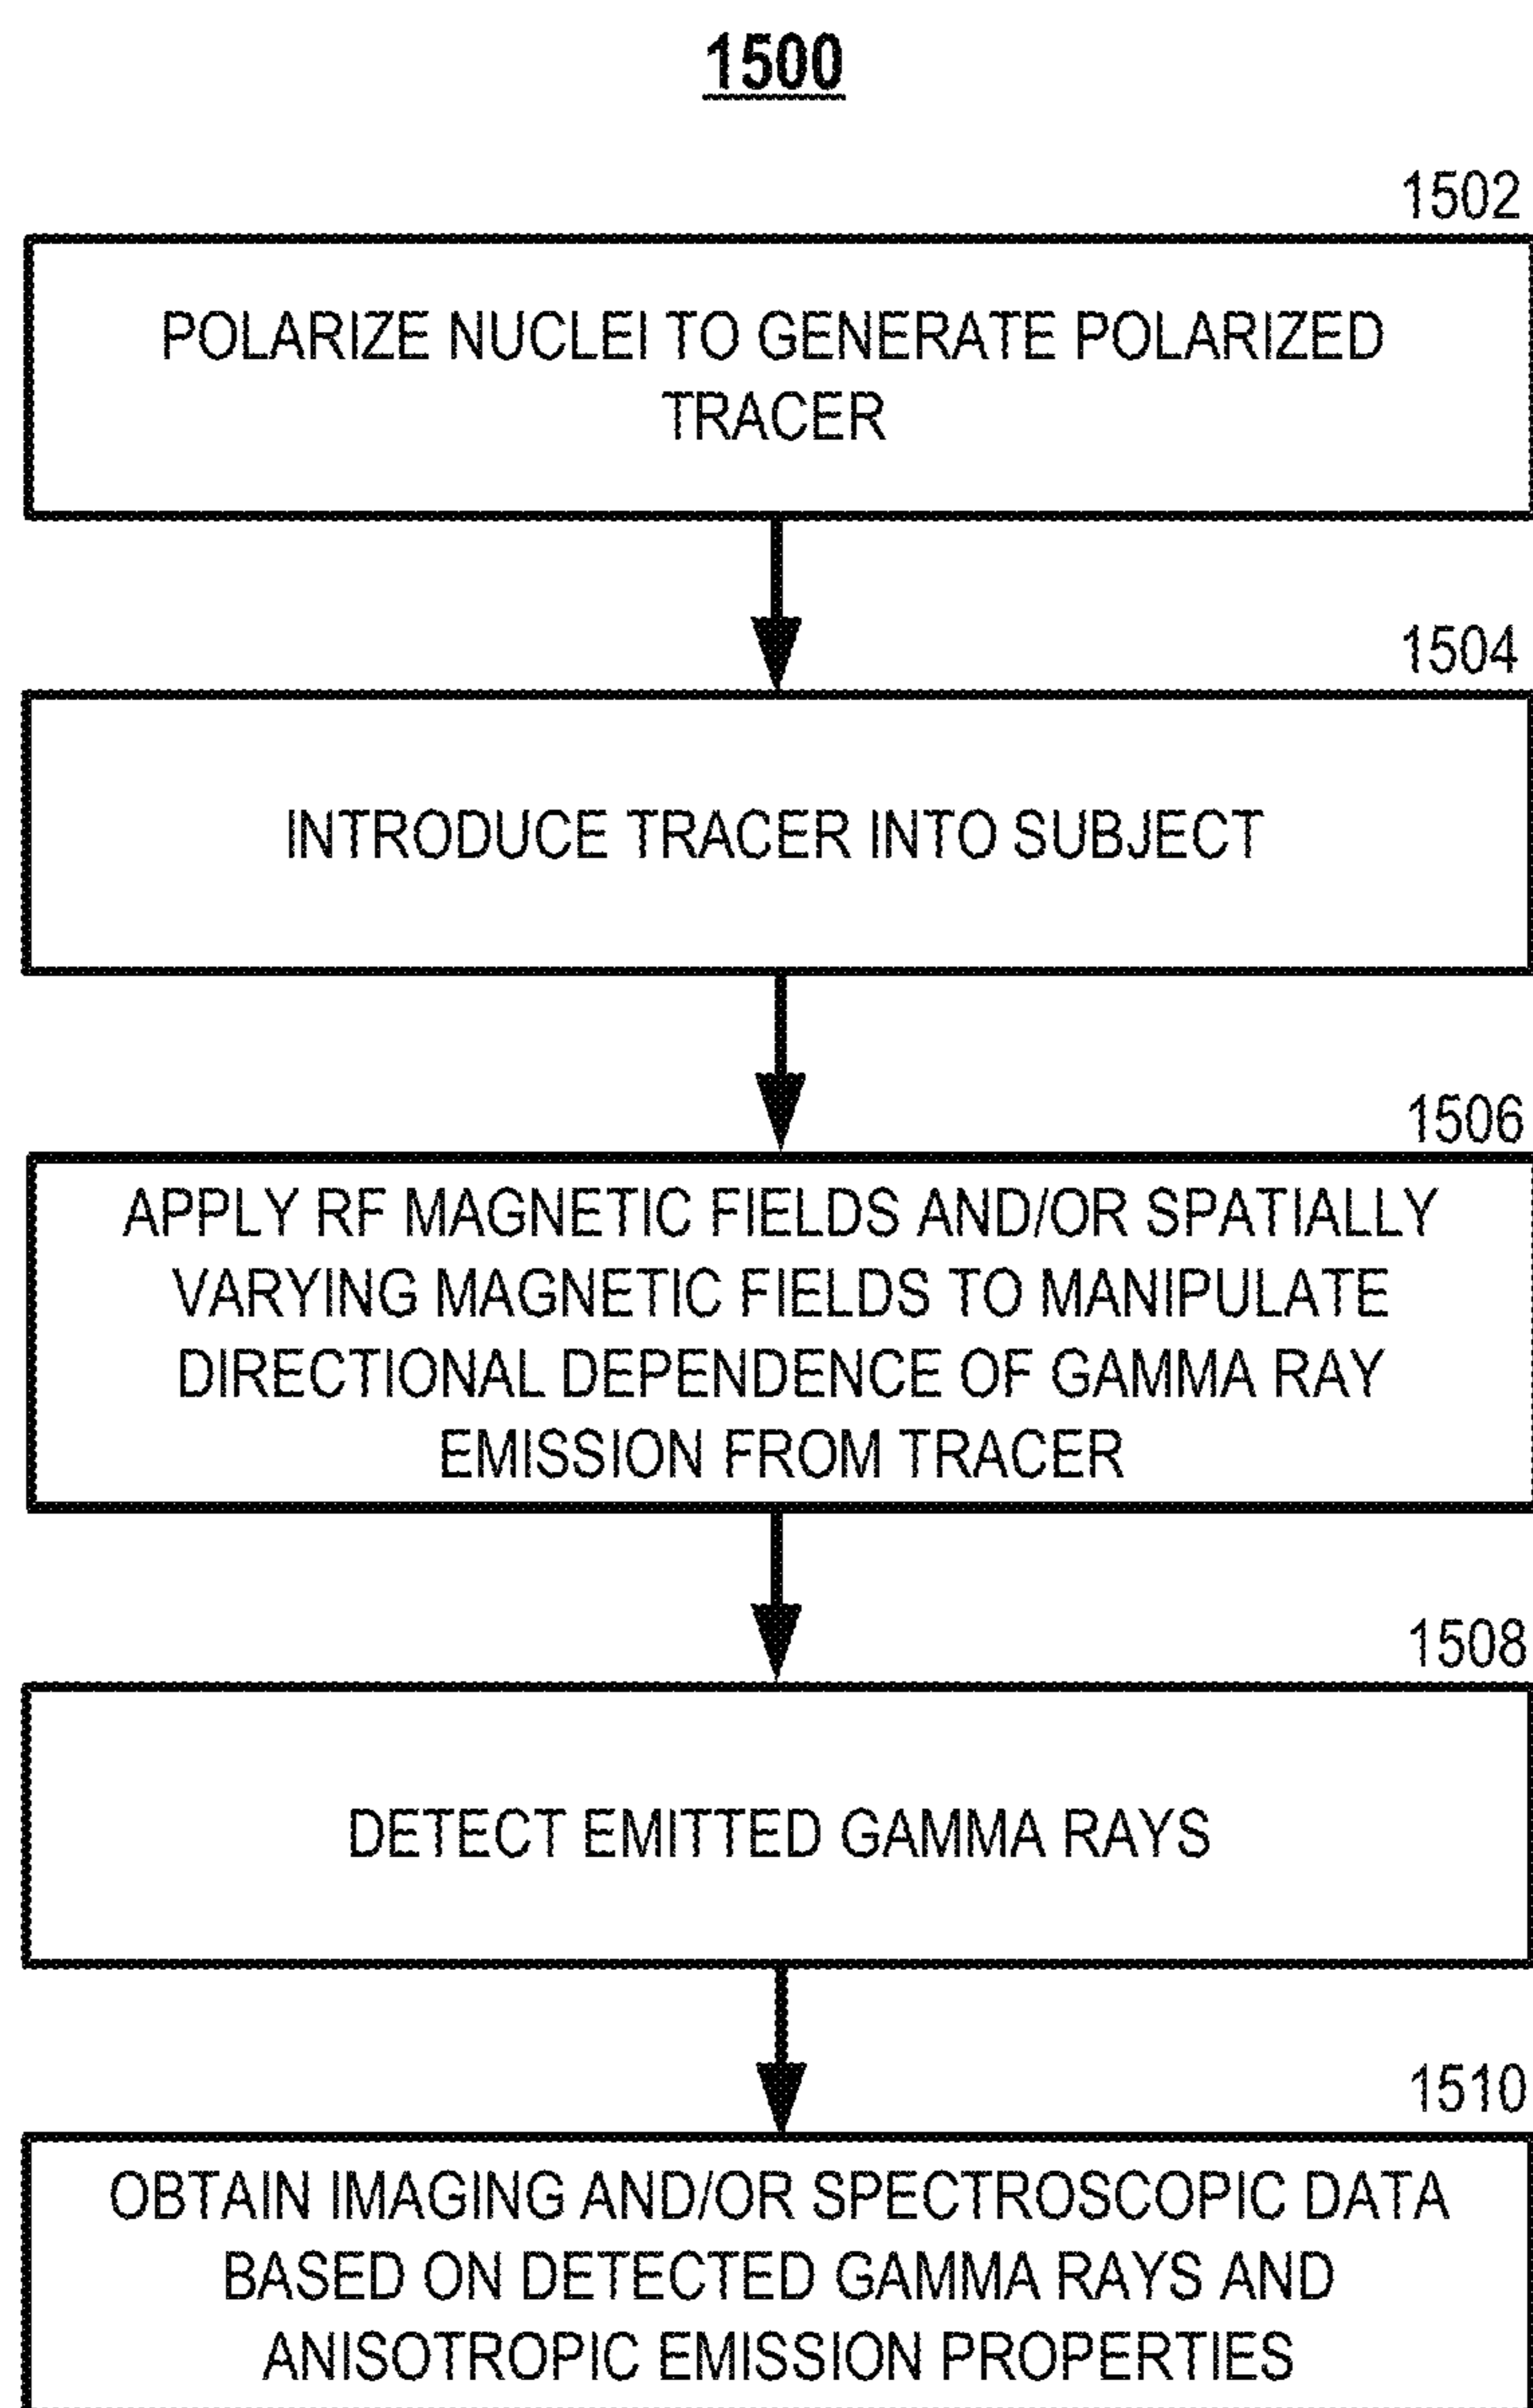 1500
1502
POLARIZE NUCLEI TO GENERATE POLARIZED
TRACER
1504
INTRODUCE TRACER INTO SUBJECT
1506
APPLY RF MAGNETIC FIELDS AND/OR SPATIALLY
VARYING MAGNETIC FIELDS TO MANIPULATE
DIRECTIONAL DEPENDENCE OF GAMMA RAY
EMISSION FROM TRACER
1508
DETECT EMITTED GAMMA RAYS
1510
OBTAIN IMAGING AND/OR SPECTROSCOPIC DATA
BASED ON DETECTED GAMMA RAYS AND
ANISOTROPIC EMISSION PROPERTIES